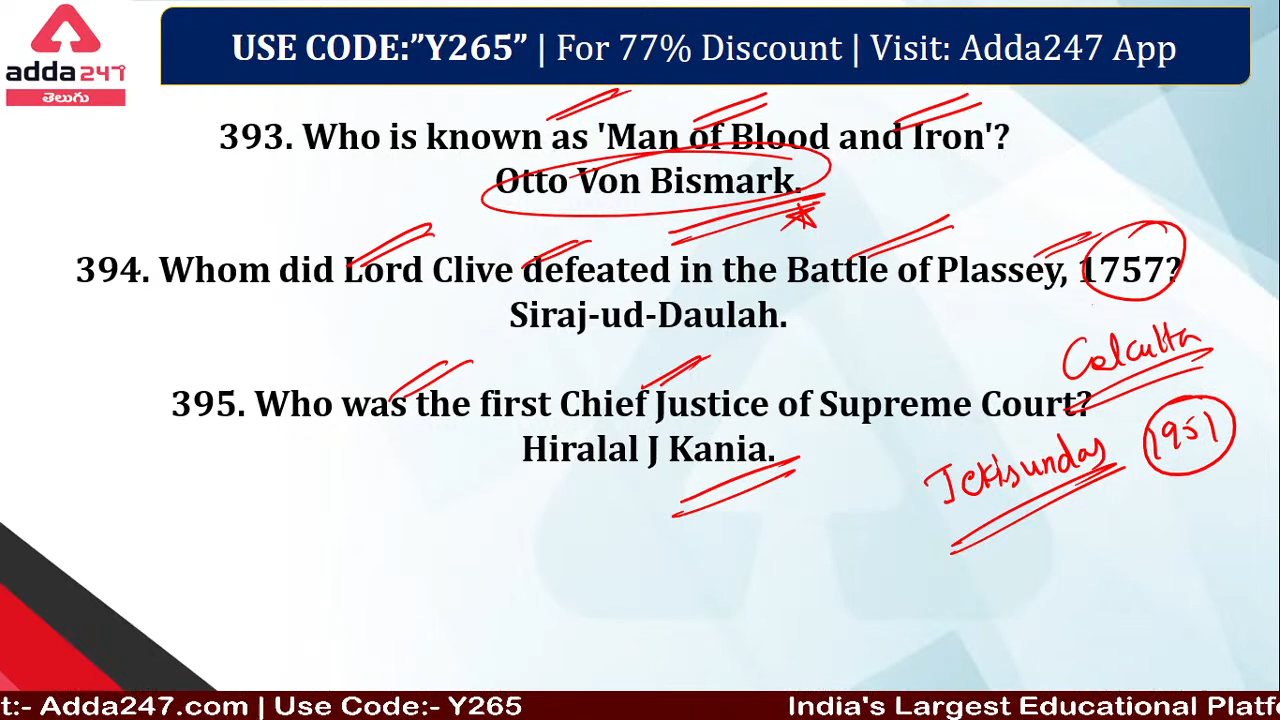 adda247
తెలుగు
USE CODE:”Y265” | For 77% Discount | Visit: Adda247 App
393. Who is known as 'Man of Blood and Iron'?
Otto Von Bismark.
394. Whom did Lord Clive defeated in the Battle of Plassey, 1757?
Siraj-ud-Daulah.
Calcutta
395. Who was the first Chief Justice of Supreme Court?
Hiralal J Kania.
Jekisundas 1951
t:- Adda247.com | Use Code:- Y265
India's Largest Educational Platf